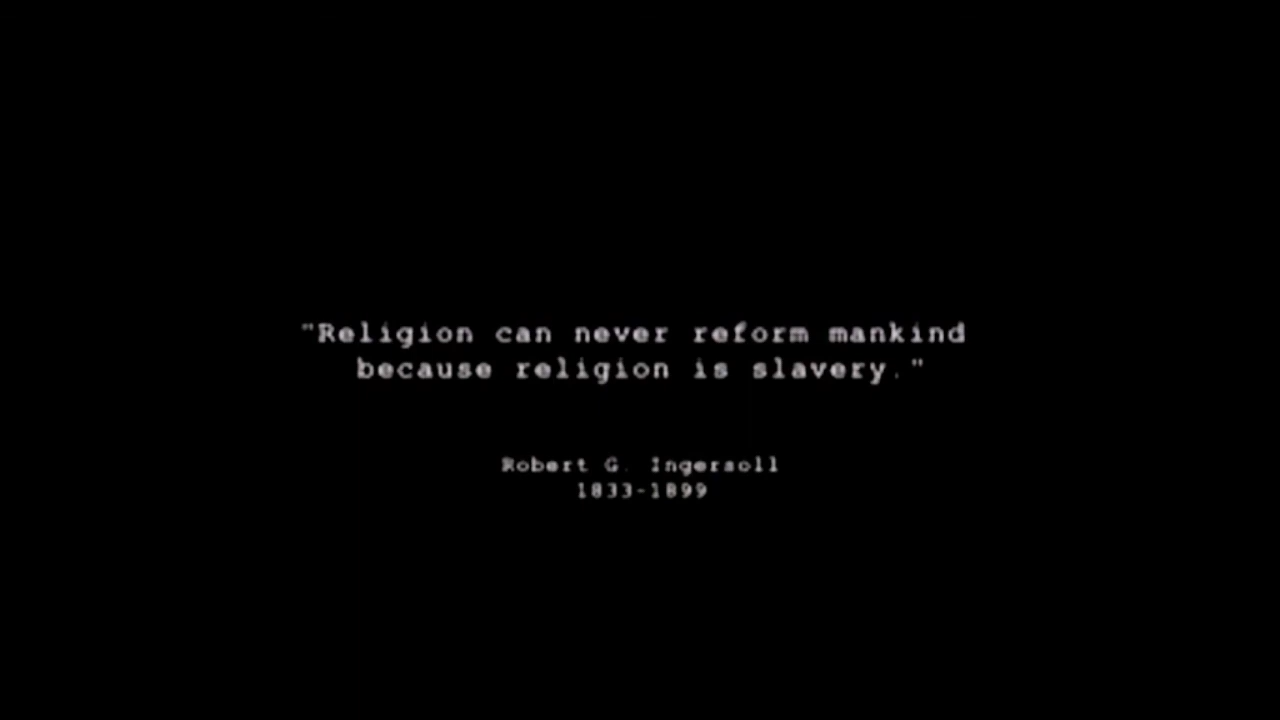 "Religion can never reform mankind
because religion is slavery."
Robert G. Ingersoll
1833-1899